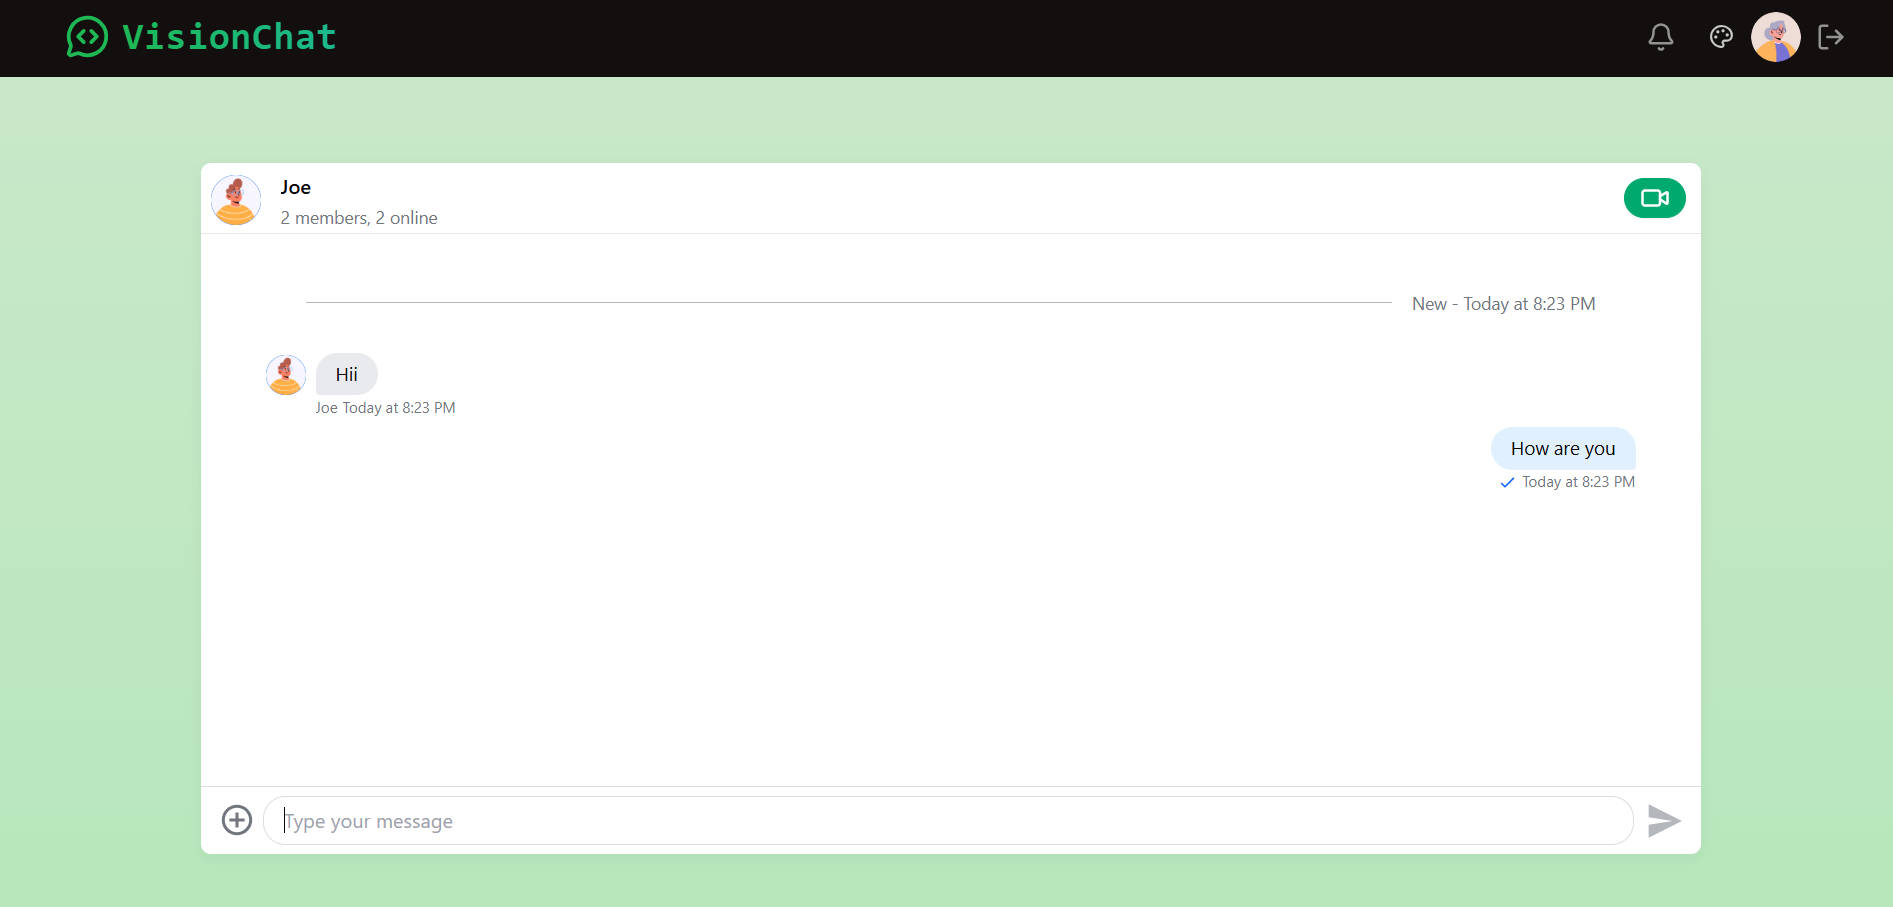 VisionChat
Joe
2 members, 2 online
New - Today at 8:23 PM
Hii
Joe Today at 8:23 PM
How are you
Today at 8:23 PM
Type your message